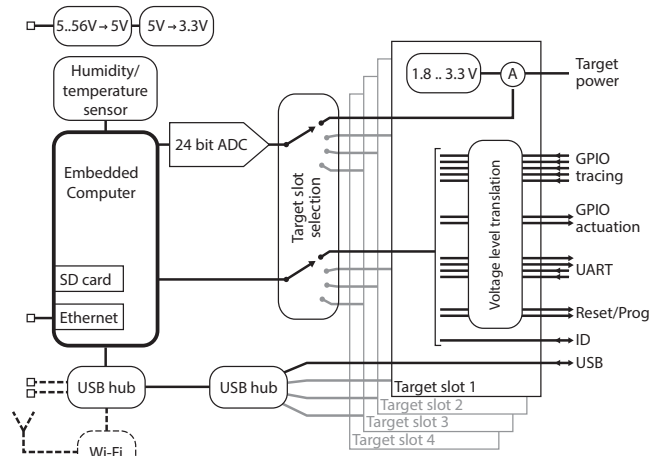 5..56V→5V
5V→3.3V
Humidity/
temperature
sensor
24 bit ADC
Embedded
Computer
SD card
Ethernet
Target slot
selection
1.8 .. 3.3 V
A
Target
power
Voltage level translation
GPIO
tracing
GPIO
actuation
UART
Reset/Prog
ID
USB
USB hub
USB hub
Wi-Fi
Target slot 1
Target slot 2
Target slot 3
Target slot 4